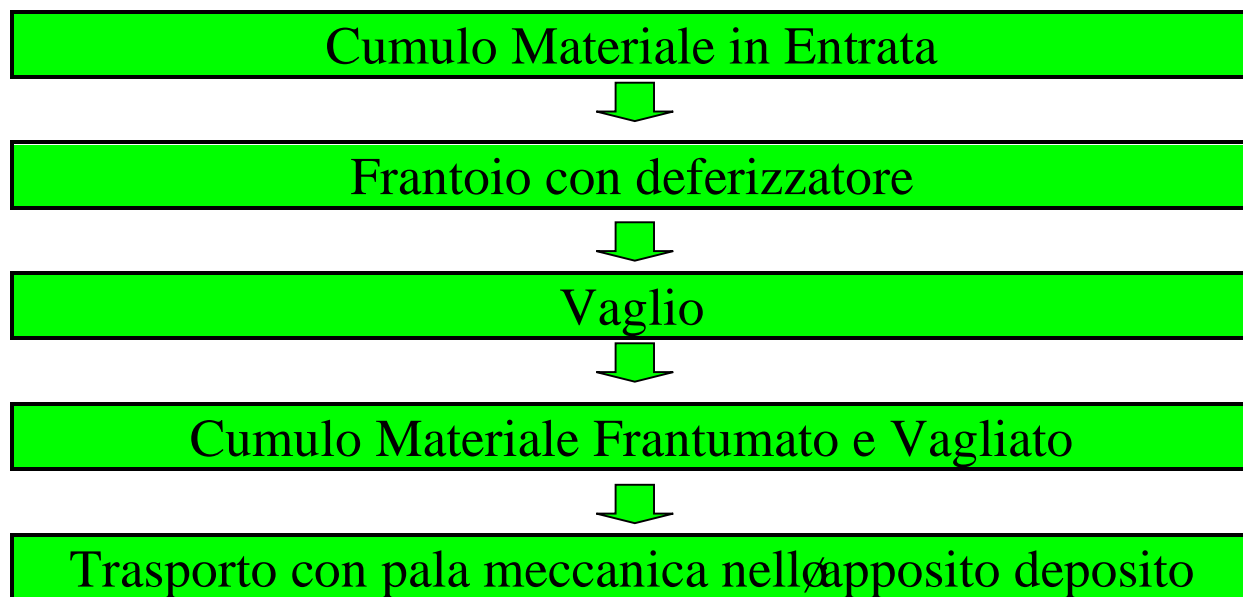 Cumulo Materiale in Entrata
Frantoio con deferizzatore
Vaglio
Cumulo Materiale Frantumato e Vagliato
Trasporto con pala meccanica nelløapposito deposito